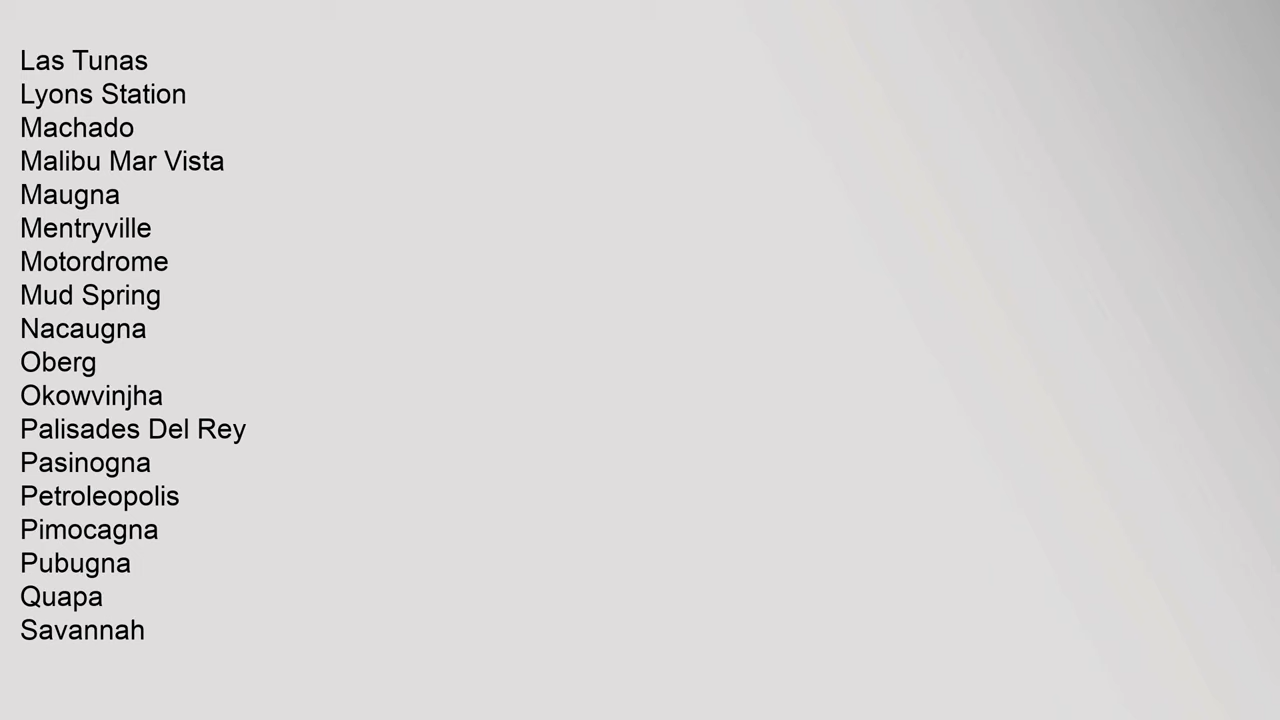 Las Tunas
Lyons Station
Machado
Malibu Mar Vista
Maugna
Mentryville
Motordrome
Mud Spring
Nacaugna
Oberg
Okowvinjha
Palisades Del Rey
Pasinogna
Petroleopolis
Pimocagna
Pubugna
Quapa
Savannah